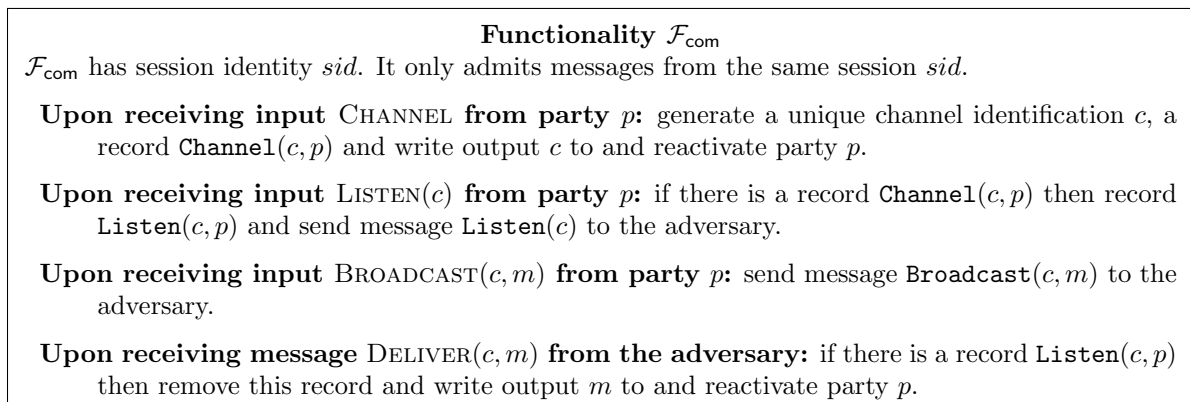 Functionality 𝓕com
𝓕com has session identity sid. It only admits messages from the same session sid.
Upon receiving input CHANNEL from party p: generate a unique channel identification c, a
record Channel(c, p) and write output c to and reactivate party p.
Upon receiving input LISTEN(c) from party p: if there is a record Channel(c, p) then record
Listen(c, p) and send message Listen(c) to the adversary.
Upon receiving input BROADCAST(c, m) from party p: send message Broadcast(c, m) to the
adversary.
Upon receiving message DELIVER(c, m) from the adversary: if there is a record Listen(c, p)
then remove this record and write output m to and reactivate party p.